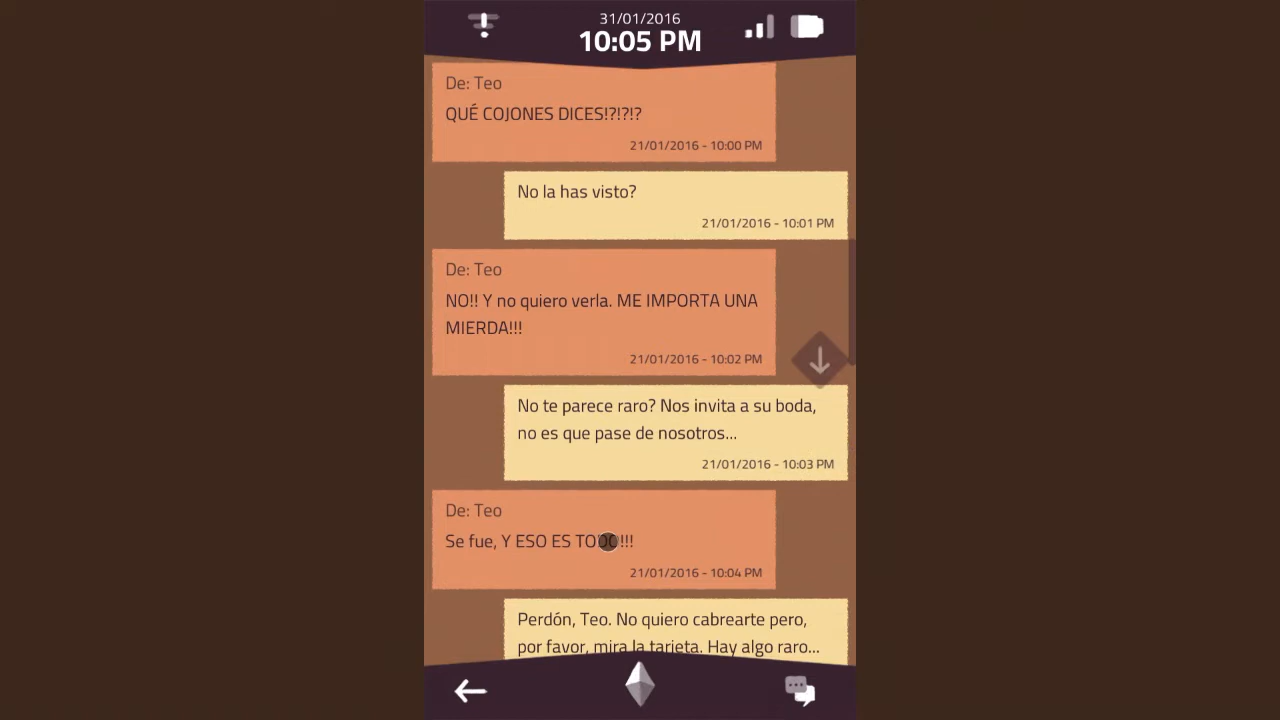 31/01/2016
10:05 PM
De: Teo
QUÉ COJONES DICES!?!?!?
21/01/2016 - 10:00 PM
No la has visto?
21/01/2016 - 10:01 PM
De: Teo
NO!! Y no quiero verla. ME IMPORTA UNA
MIERDA!!!
21/01/2016 - 10:02 PM
No te parece raro? Nos invita a su boda,
no es que pase de nosotros...
21/01/2016 - 10:03 PM
De: Teo
Se fue, Y ESO ES TODO!!!
21/01/2016 - 10:04 PM
Perdón, Teo. No quiero cabrearte pero,
por favor, mira la tarjeta. Hay algo raro...